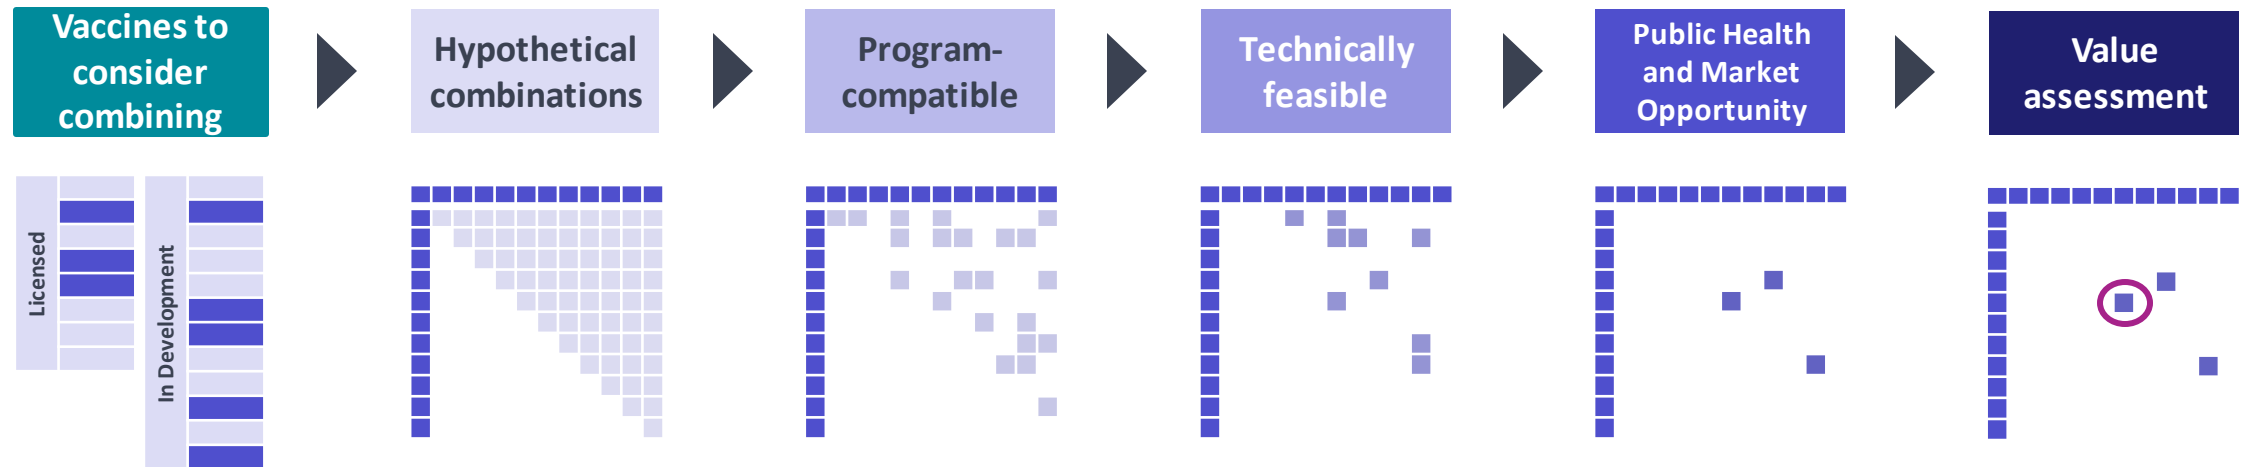 Vaccines to
consider
combining
Hypothetical
combinations
Program-
compatible
Technically
feasible
Public Health
and Market
Opportunity
Value
assessment
Licensed
In Development